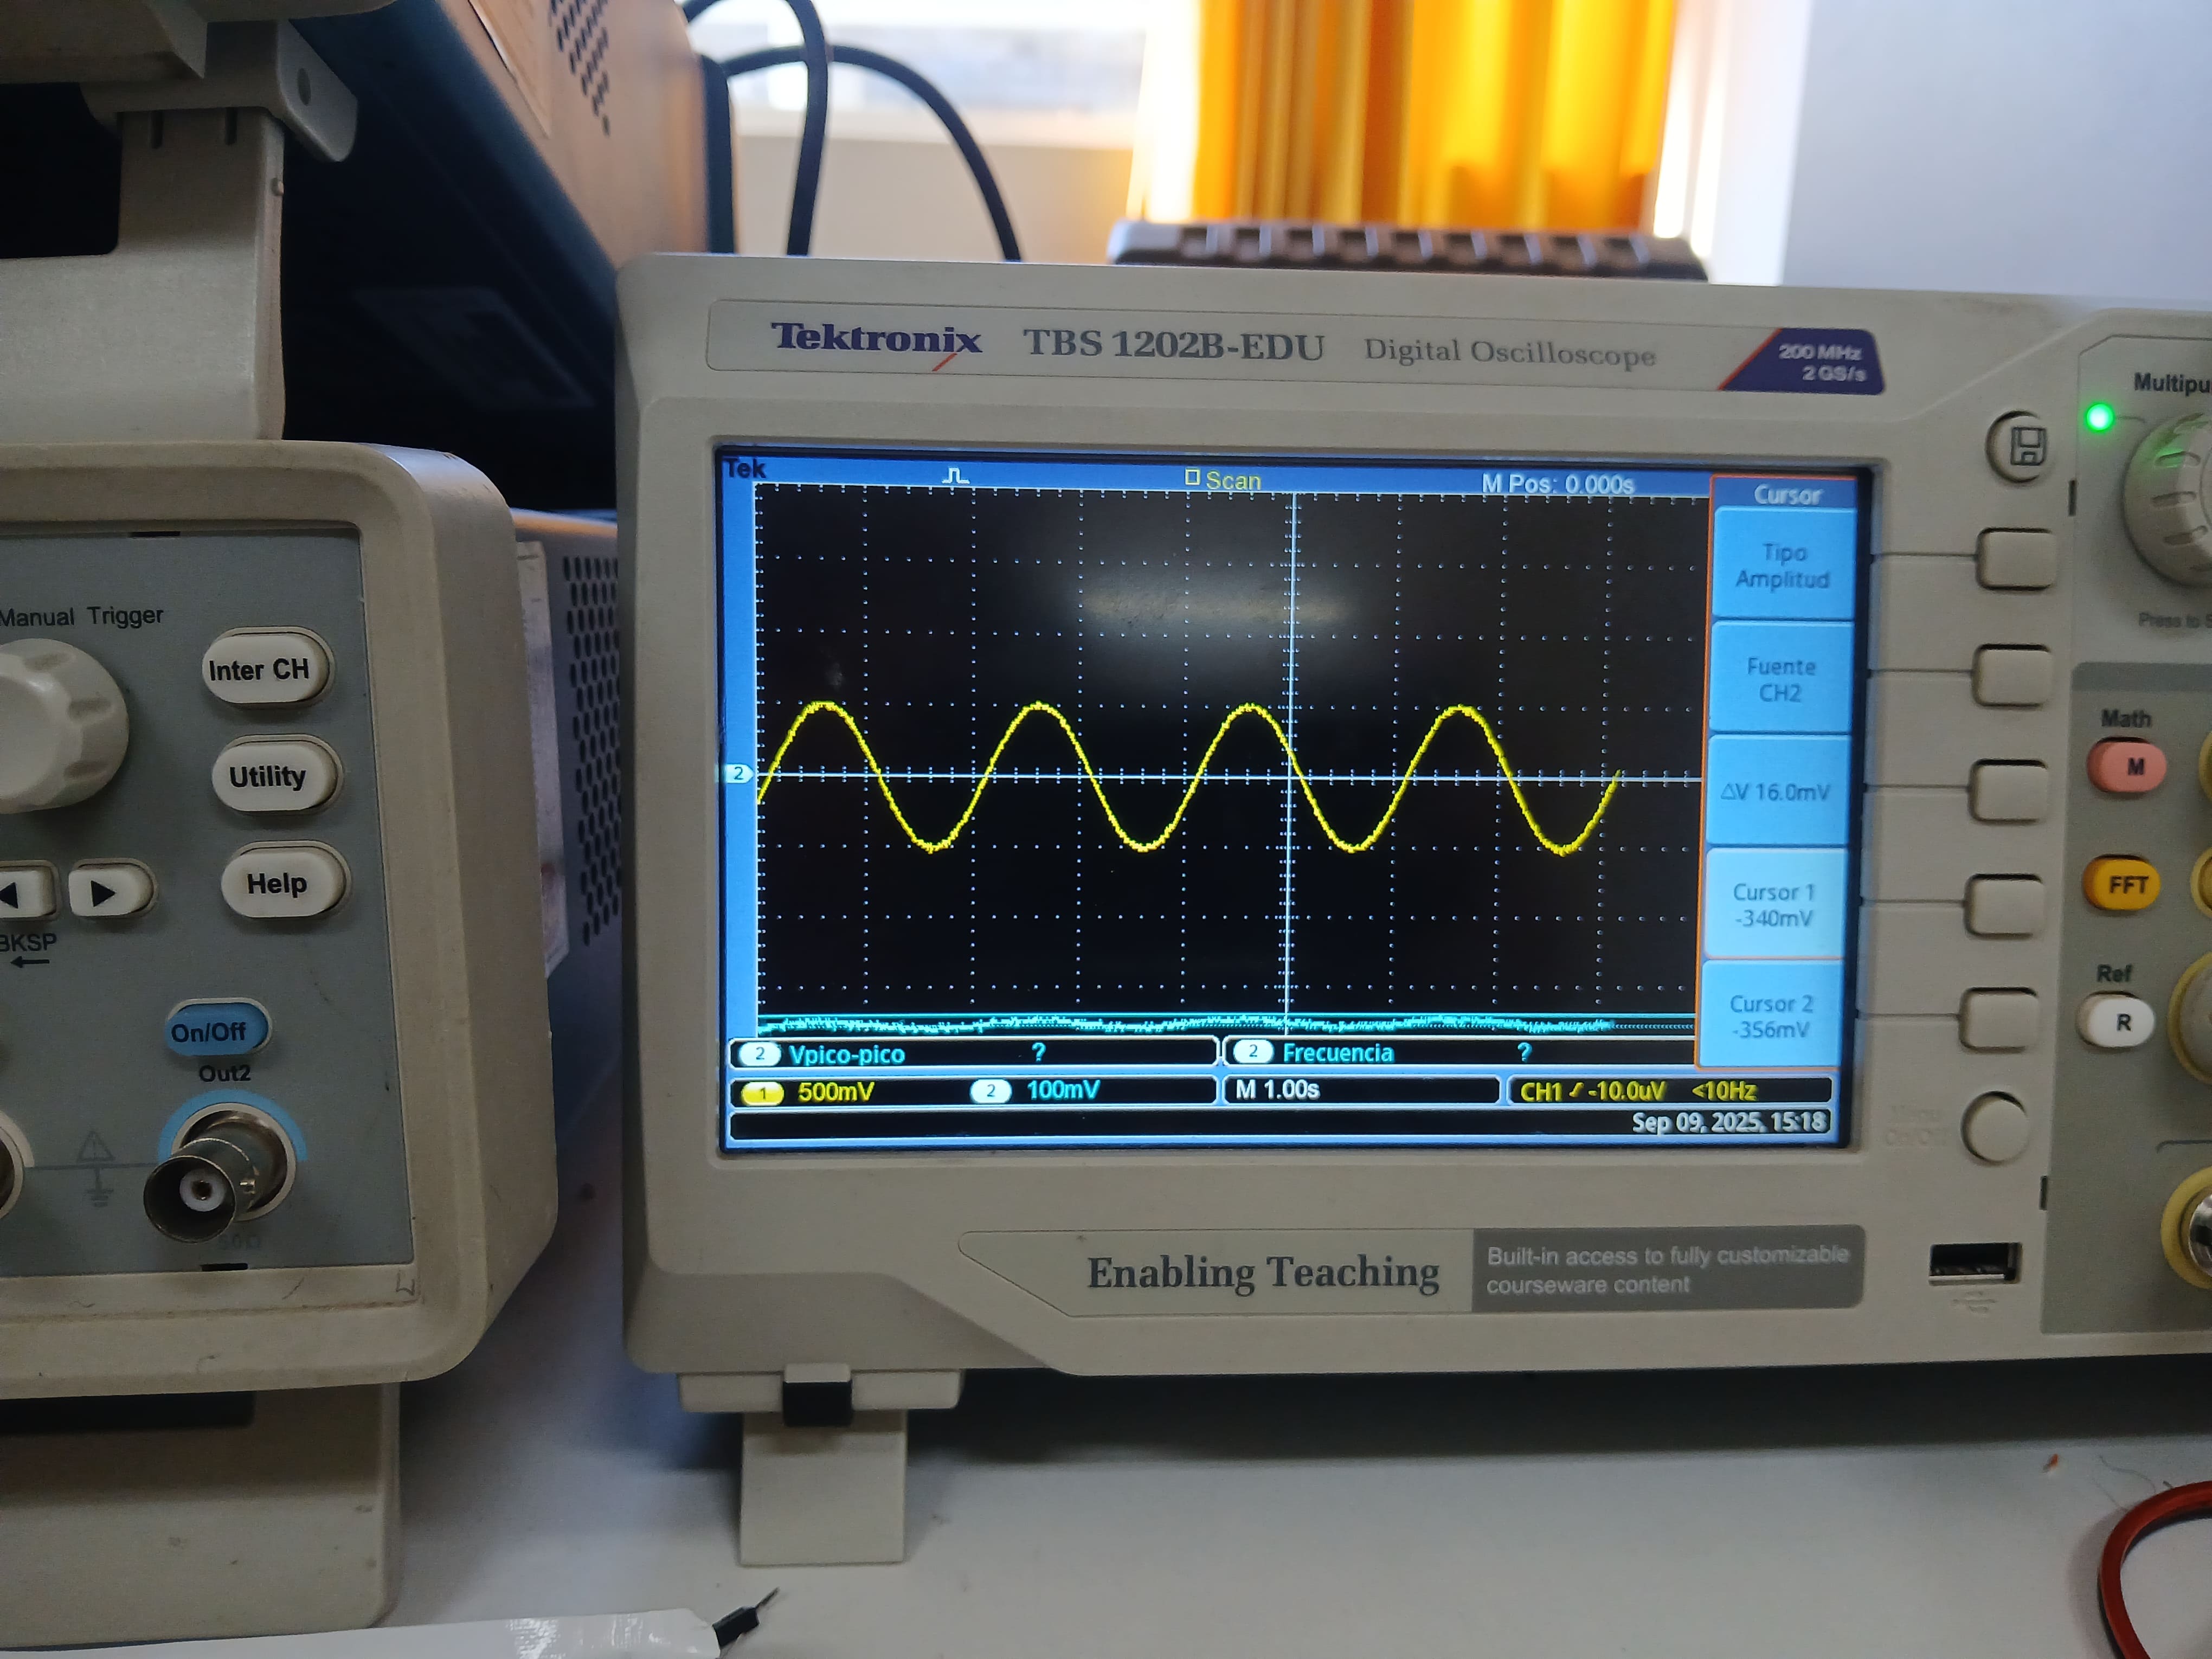 Tektronix TBS 1202B-EDU Digital Oscilloscope
200 MHz
2 GS/s
Tek
Scan
M Pos: 0.000s
Cursor
Tipo
Amplitud
Fuente
CH2
ΔV 16.0mV
Cursor 1
-340mV
Cursor 2
-356mV
2
2 Vpico-pico ?
2 Frecuencia ?
1 500mV
2 100mV
M 1.00s
CH1 -10.0uV <10Hz
Sep 09, 2025, 15:18
Enabling Teaching
Built-in access to fully customizable
courseware content
Manual Trigger
Inter CH
Utility
Help
BKSP
On/Off
Out2
50Ω
Press to
Math
M
FFT
Ref
R